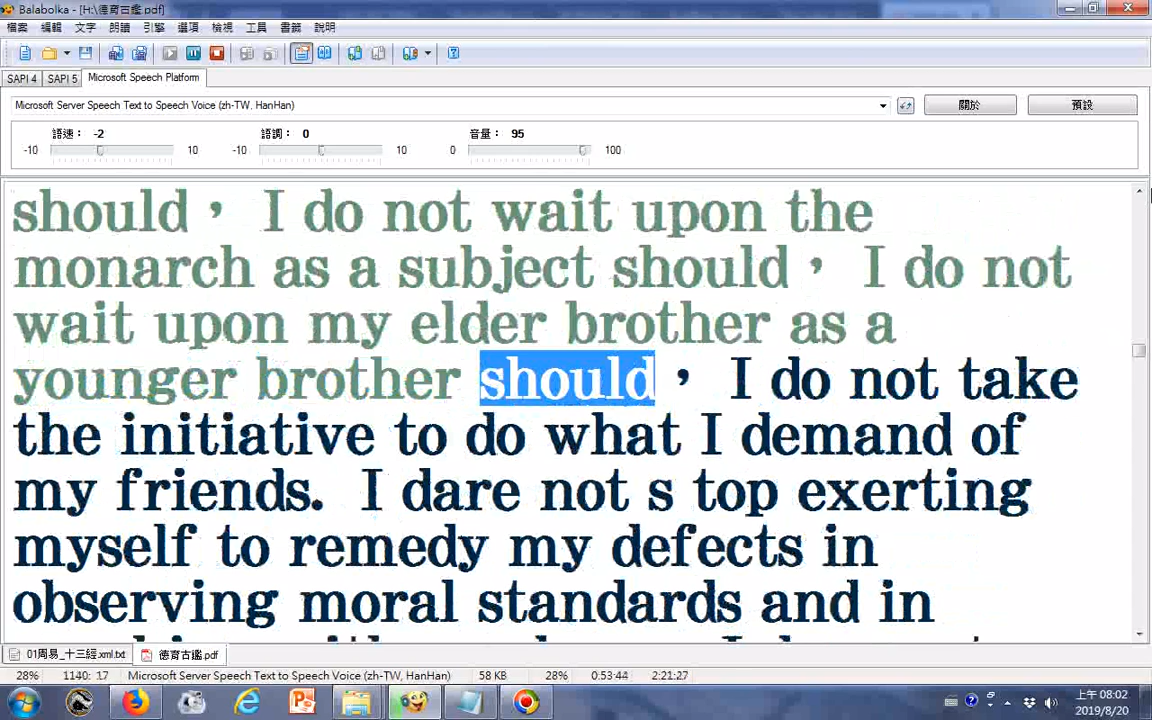 Balabolka - [H:\德育古鑑.pdf]
檔案 編輯 文字 朗讀 引擎 選項 檢視 工具 書籤 說明
SAPI 4 SAPI 5 Microsoft Speech Platform
Microsoft Server Speech Text to Speech Voice (zh-TW, HanHan) 關於 預設
語速: -2 語調: 0 音量: 95
-10 10 -10 10 0 100
should, I do not wait upon the
monarch as a subject should, I do not
wait upon my elder brother as a
younger brother should, I do not take
the initiative to do what I demand of
my friends. I dare not s top exerting
myself to remedy my defects in
observing moral standards and in
01周易_十三經.xml.txt 德育古鑑.pdf
28% 1140: 17 Microsoft Server Speech Text to Speech Voice (zh-TW, HanHan) 58 KB 28% 0:53:44 2:21:27
上午 08:02
2019/8/20